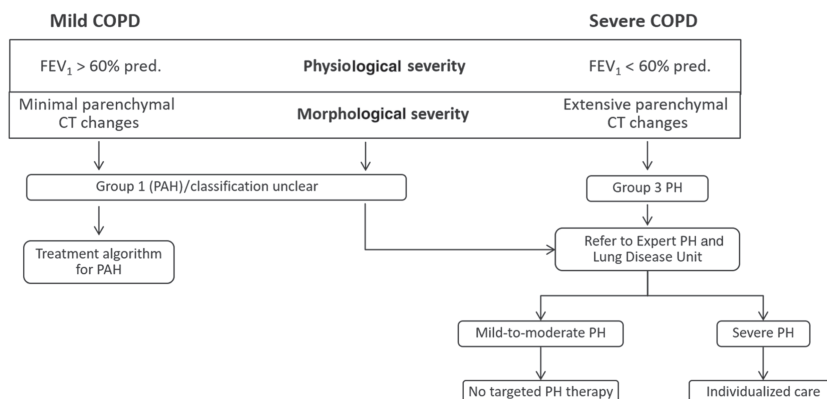 Mild COPD
Severe COPD
FEV₁ > 60% pred.
Physiological severity
FEV₁ < 60% pred.
Minimal parenchymal
CT changes
Morphological severity
Extensive parenchymal
CT changes
Group 1 (PAH)/classification unclear
Group 3 PH
Treatment algorithm
for PAH
Refer to Expert PH and
Lung Disease Unit
Mild-to-moderate PH
Severe PH
No targeted PH therapy
Individualized care